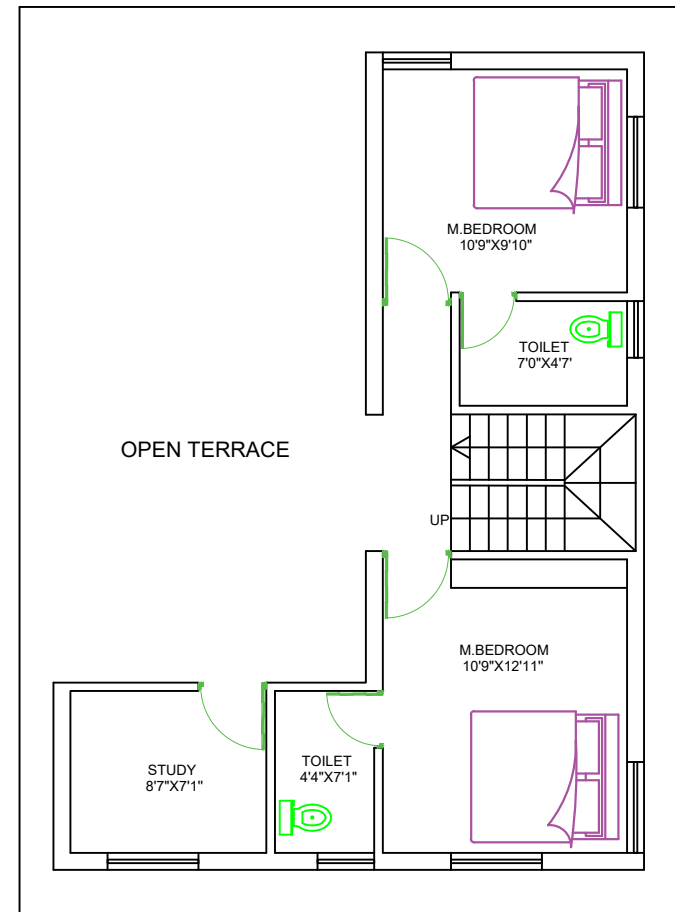 M.BEDROOM
10'9"X9'10"
TOILET
7'0"X4'7'
OPEN TERRACE
UP
M.BEDROOM
10'9"X12'11"
STUDY
8'7"X7'1"
TOILET
4'4"X7'1"